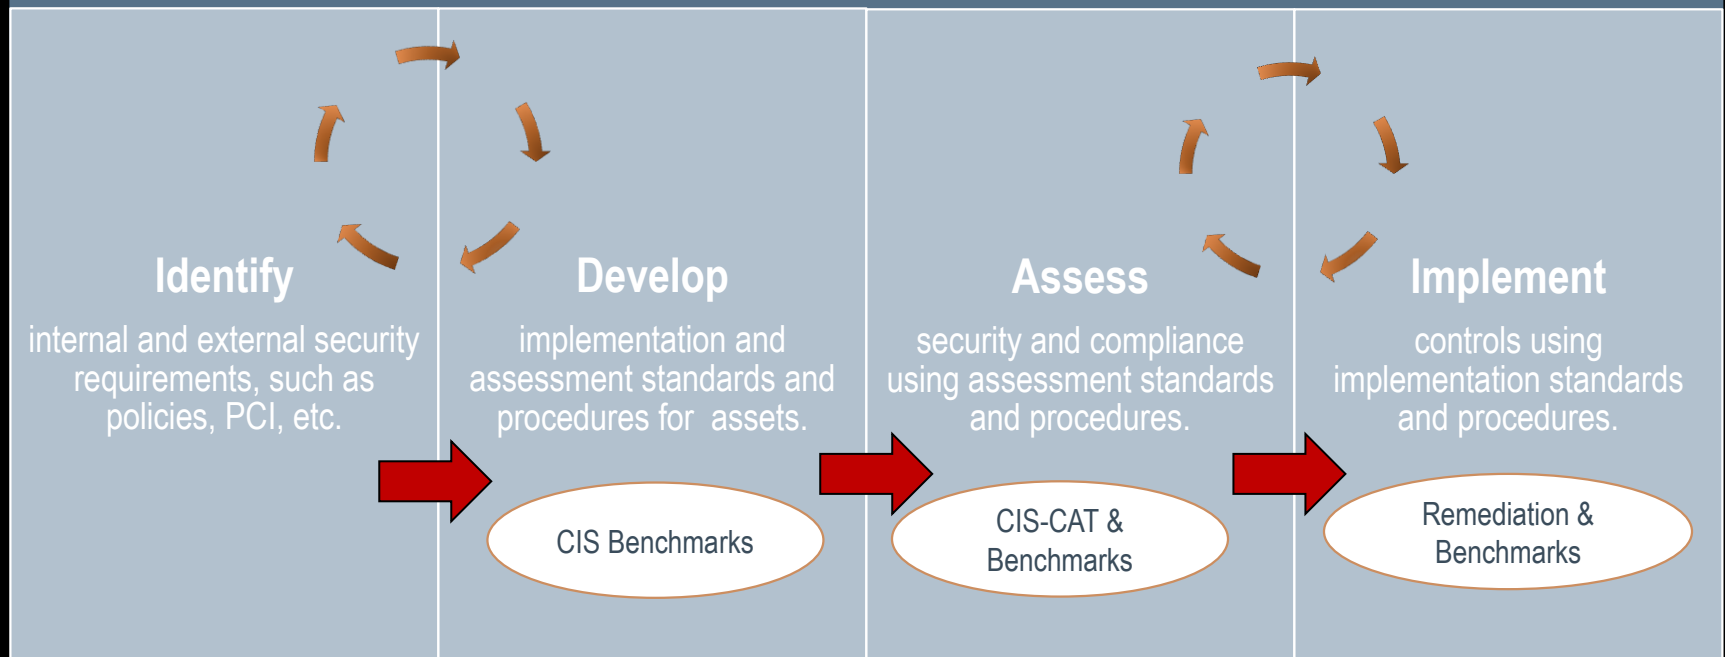 Identify
internal and external security
requirements, such as
policies, PCI, etc.
Develop
implementation and
assessment standards and
procedures for  assets.
CIS Benchmarks
Assess
security and compliance
using assessment standards
and procedures.
CIS-CAT &
Benchmarks
Implement
controls using
implementation standards
and procedures.
Remediation &
Benchmarks